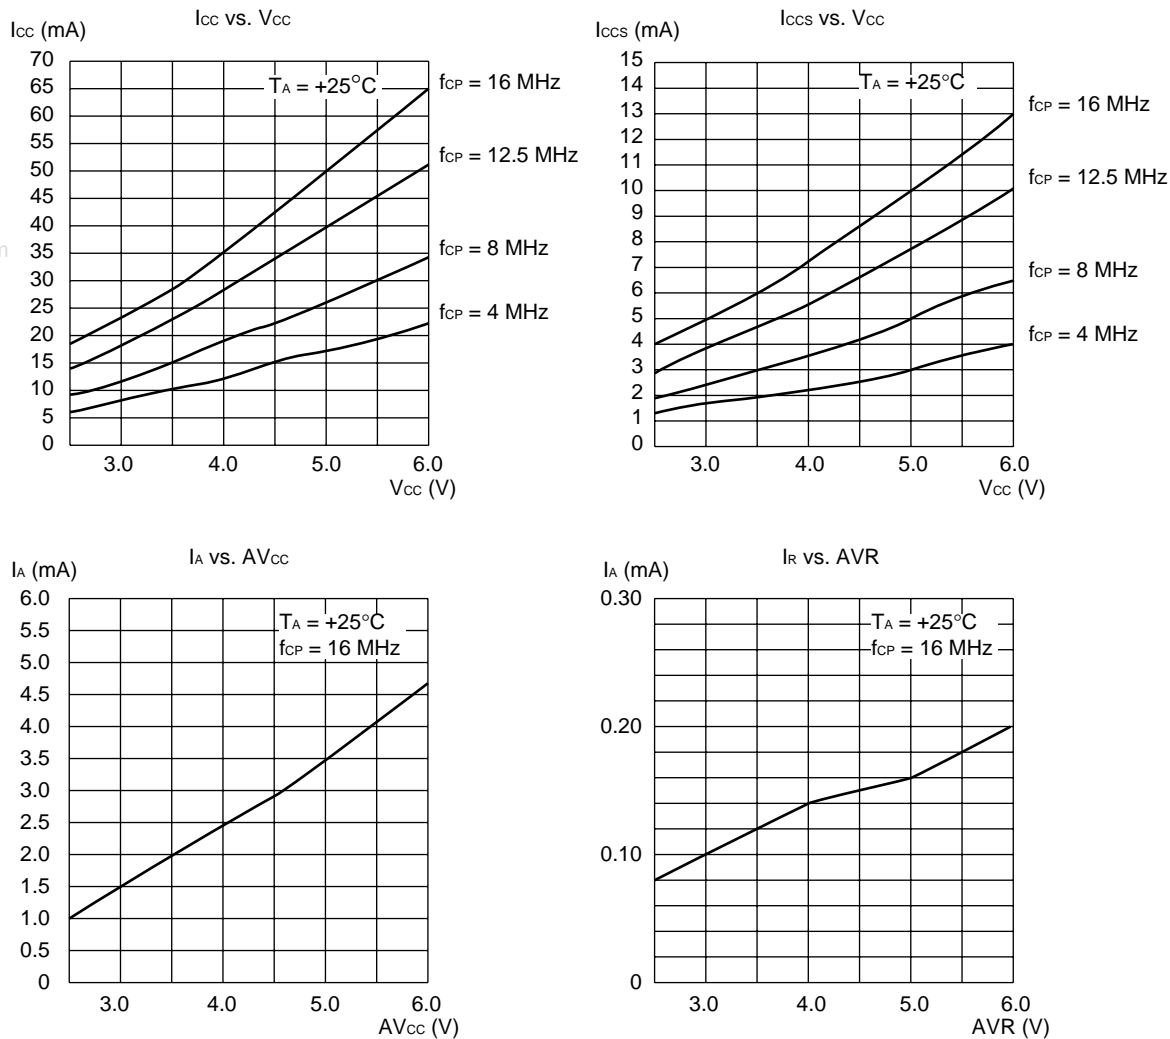 Icc vs. Vcc
Icc (mA)
70
65
60
55
50
45
40
35
30
25
20
15
10
5
0
TA = +25°C
fCP = 16 MHz
fCP = 12.5 MHz
fCP = 8 MHz
fCP = 4 MHz
3.0 4.0 5.0 6.0
Vcc (V)
m
Iccs vs. Vcc
Iccs (mA)
15
14
13
12
11
10
9
8
7
6
5
4
3
2
1
0
TA = +25°C
fCP = 16 MHz
fCP = 12.5 MHz
fCP = 8 MHz
fCP = 4 MHz
3.0 4.0 5.0 6.0
Vcc (V)
IA vs. AVcc
IA (mA)
6.0
5.5
5.0
4.5
4.0
3.5
3.0
2.5
2.0
1.5
1.0
0.5
0
TA = +25°C
fCP = 16 MHz
3.0 4.0 5.0 6.0
AVcc (V)
IR vs. AVR
IA (mA)
0.30
0.20
0.10
0
TA = +25°C
fCP = 16 MHz
3.0 4.0 5.0 6.0
AVR (V)